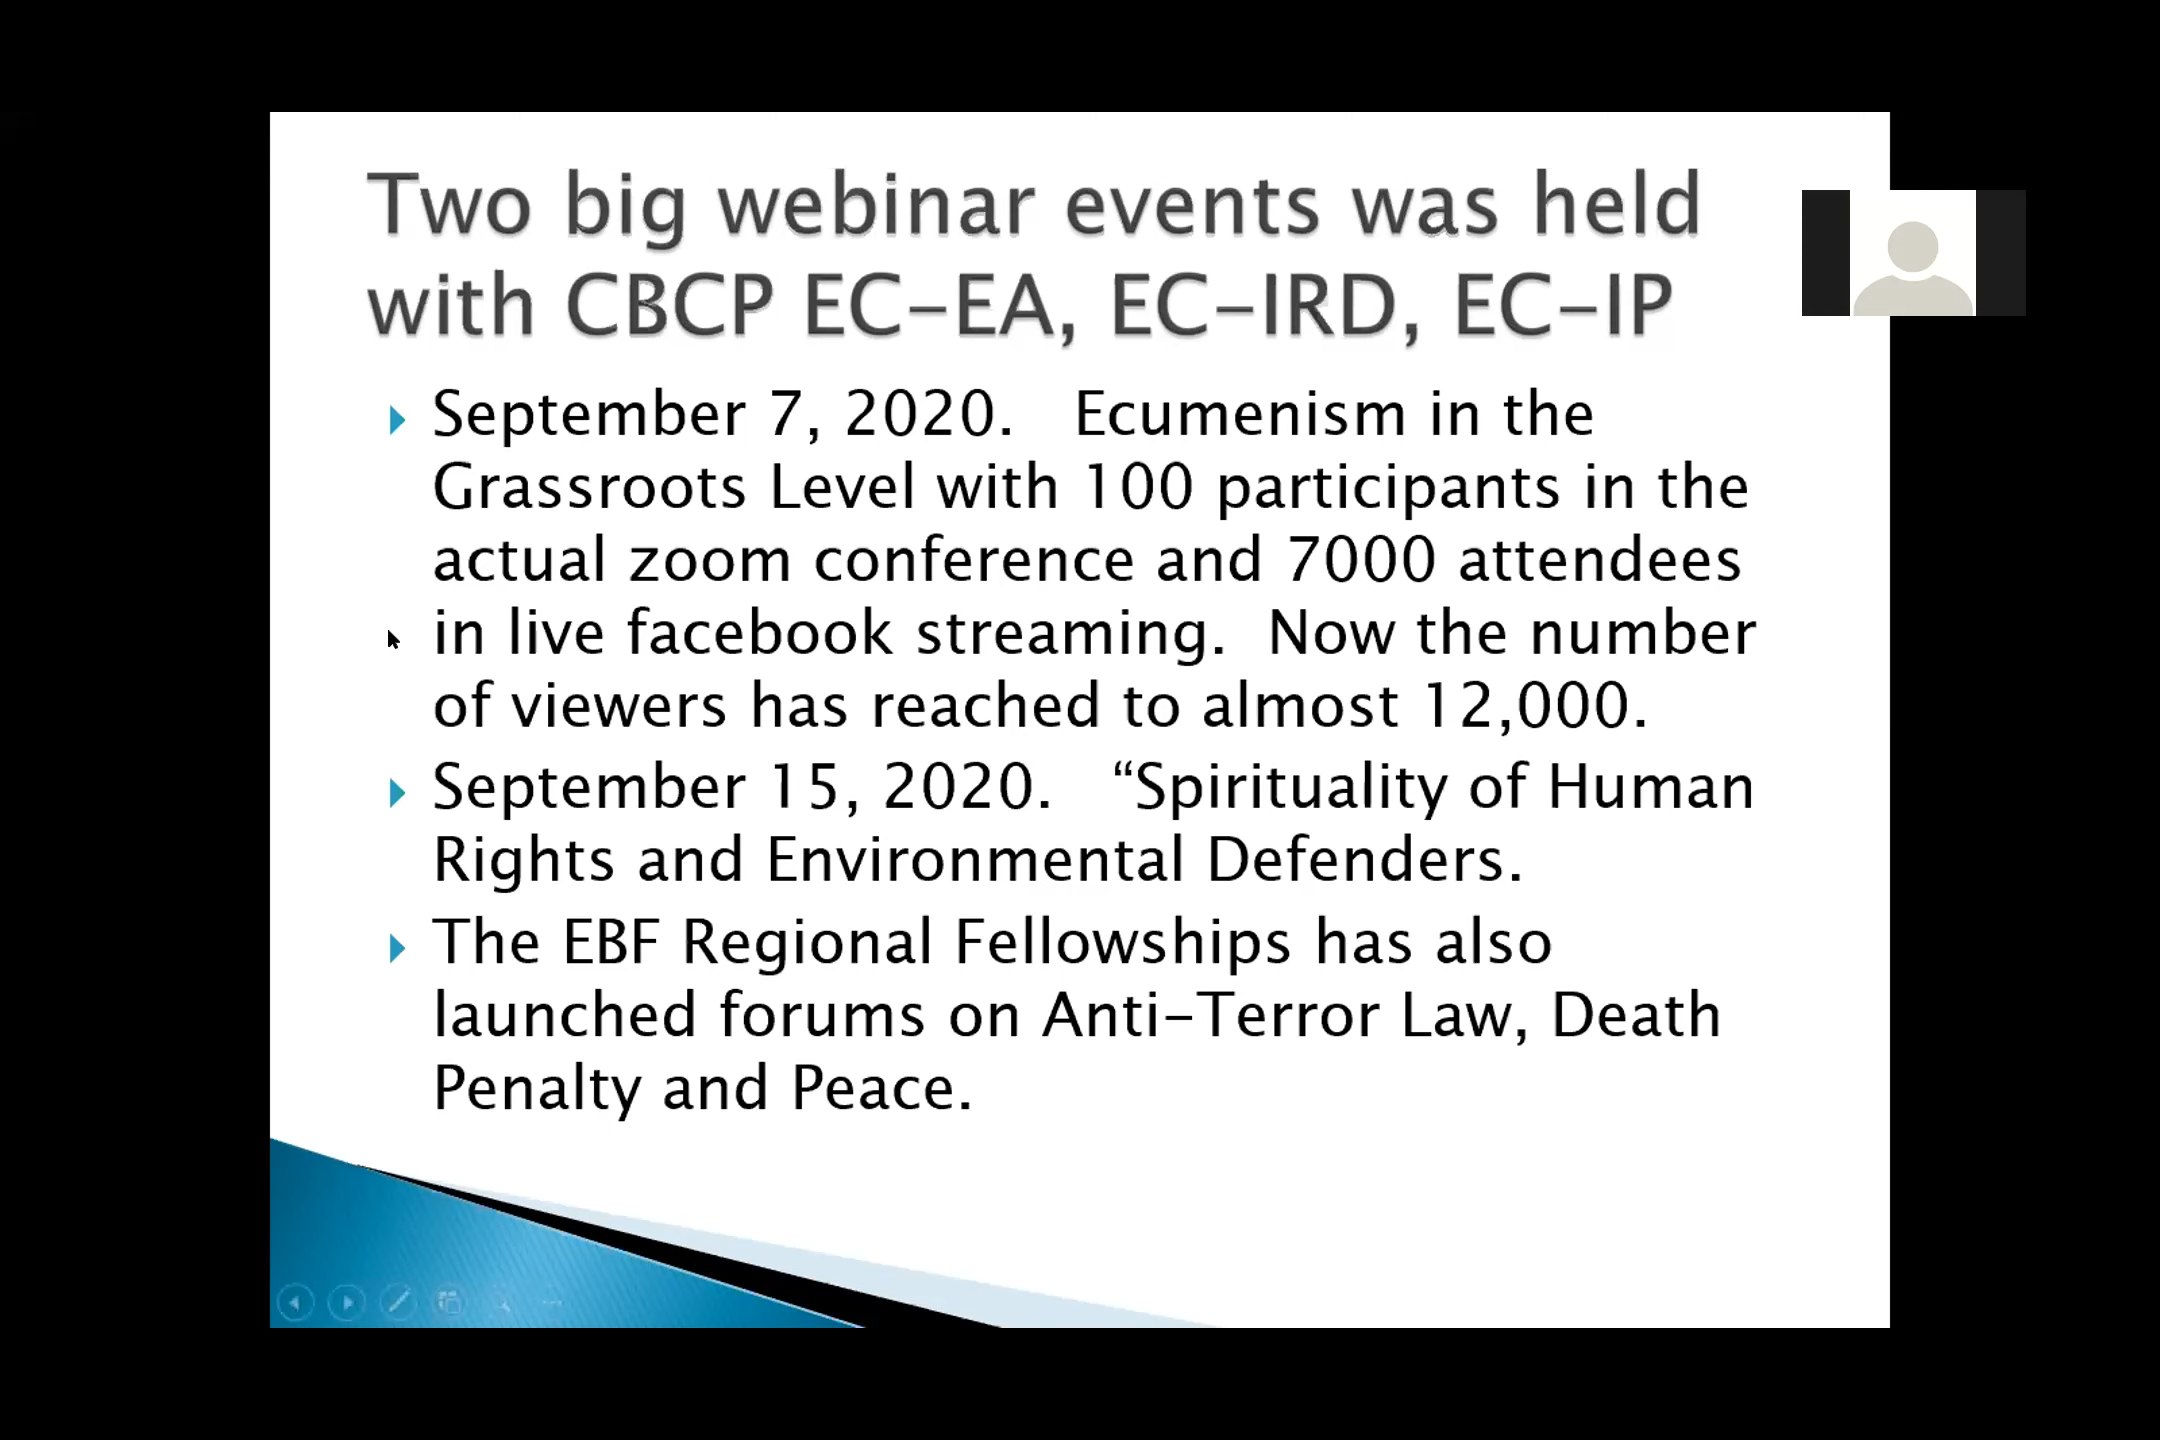 Two big webinar events was held
with CBCP EC-EA, EC-IRD, EC-IP
September 7, 2020.   Ecumenism in the
Grassroots Level with 100 participants in the
actual zoom conference and 7000 attendees
in live facebook streaming.  Now the number
of viewers has reached to almost 12,000.
September 15, 2020.   “Spirituality of Human
Rights and Environmental Defenders.
The EBF Regional Fellowships has also
launched forums on Anti-Terror Law, Death
Penalty and Peace.